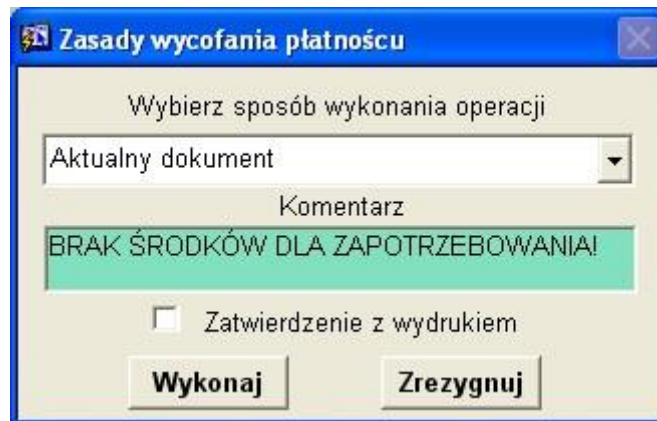 Zasady wycofania płatnoścu
Wybierz sposób wykonania operacji
Aktualny dokument
Komentarz
BRAK ŚRODKÓW DLA ZAPOTRZEBOWANIA!
Zatwierdzenie z wydrukiem
Wykonaj Zrezygnuj